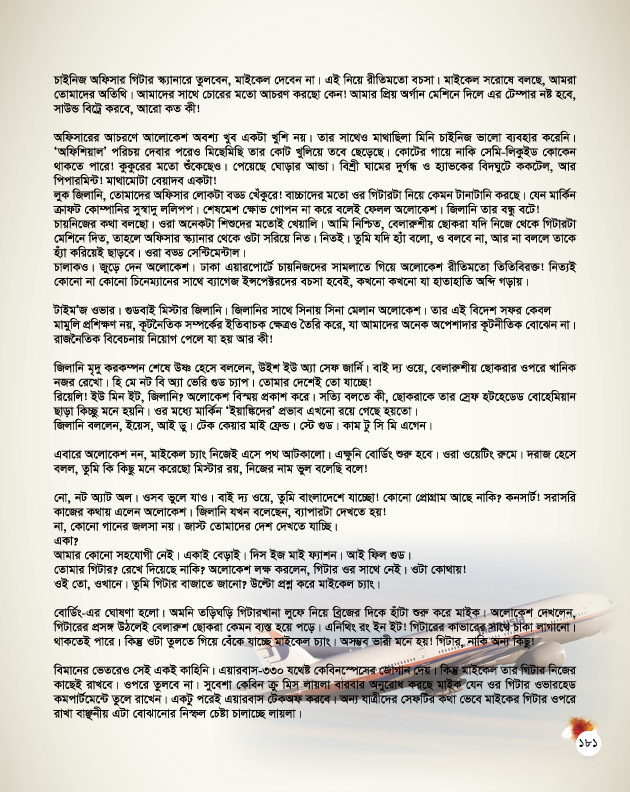 চাইনিজ অফিসার গিটার স্ক্যানারে তুলবেন, মাইকেল দেবেন না। এই নিয়ে রীতিমতো বচসা। মাইকেল সরোষে বলছে, আমরা
তোমাদের অতিথি। আমাদের সাথে চোরের মতো আচরণ করছো কেন! আমার প্রিয় অর্গান মেশিনে দিলে এর টেম্পার নষ্ট হবে,
সাউন্ড বিট্রে করবে, আরো কত কী!
অফিসারের আচরণে আলোকেশ অবশ্য খুব একটা খুশি নয়। তার সাথেও মাথাছিলা মিনি চাইনিজ ভালো ব্যবহার করেনি।
'অফিশিয়াল' পরিচয় দেবার পরেও মিছেমিছি তার কোট খুলিয়ে তবে ছেড়েছে। কোটের গায়ে নাকি সেমি-লিকুইড কোকেন
থাকতে পারে! কুকুরের মতো শুঁকেছেও। পেয়েছে ঘোড়ার আন্ডা। বিশ্রী ঘামের দুর্গন্ধ ও হ্যাভকের বিদঘুটে ককটেল, আর
পিপারমিন্ট! মাথামোটা বেয়াদব একটা!
লুক জিলানি, তোমাদের অফিসার লোকটা বড্ড খেঁকুরে! বাচ্চাদের মতো ওর গিটারটা নিয়ে কেমন টানাটানি করছে। যেন মার্কিন
ক্রাফট কোম্পানির সুস্বাদু ললিপপ। শেষমেশ ক্ষোভ গোপন না করে বলেই ফেলল অলোকেশ। জিলানি তার বন্ধু বটে!
চায়নিজের কথা বলছো। ওরা অনেকটা শিশুদের মতোই খেয়ালি। আমি নিশ্চিত, বেলারুশীয় ছোকরা যদি নিজে থেকে গিটারটা
মেশিনে দিত, তাহলে অফিসার স্ক্যানার থেকে ওটা সরিয়ে নিত। নিতই। তুমি যদি হ্যাঁ বলো, ও বলবে না, আর না বললে তাকে
হ্যাঁ করিয়েই ছাড়বে। ওরা বড্ড সেন্টিমেন্টাল।
চালাকও। জুড়ে দেন অলোকেশ। ঢাকা এয়ারপোর্টে চায়নিজদের সামলাতে গিয়ে অলোকেশ রীতিমতো তিতিবিরক্ত! নিত্যই
কোনো না কোনো চিনেম্যানের সাথে ব্যাগেজ ইন্সপেক্টরদের বচসা হবেই, কখনো কখনো যা হাতাহাতি অব্দি গড়ায়।
টাইম'জ ওভার। গুডবাই মিস্টার জিলানি। জিলানির সাথে সিনায় সিনা মেলান অলোকেশ। তার এই বিদেশ সফর কেবল
মামুলি প্রশিক্ষণ নয়, কূটনৈতিক সম্পর্কের ইতিবাচক ক্ষেত্রও তৈরি করে, যা আমাদের অনেক অপেশাদার কূটনীতিক বোঝেন না।
রাজনৈতিক বিবেচনায় নিয়োগ পেলে যা হয় আর কী!
জিলানি মৃদু করকম্পন শেষে উষ্ণ হেসে বললেন, উইশ ইউ অ্যা সেফ জার্নি। বাই দ্য ওয়ে, বেলারুশীয় ছোকরার ওপরে খানিক
নজর রেখো। হি মে নট বি অ্যা ভেরি গুড চ্যাপ। তোমার দেশেই তো যাচ্ছে!
রিয়েলি! ইউ মিন ইট, জিলানি? অলোকেশ বিস্ময় প্রকাশ করে। সত্যি বলতে কী, ছোকরাকে তার স্রেফ হটহেডেড বোহেমিয়ান
ছাড়া কিচ্ছু মনে হয়নি। ওর মধ্যে মার্কিন 'ইয়াঙ্কিদের' প্রভাব এখনো রয়ে গেছে হয়তো।
জিলানি বললেন, ইয়েস, আই ডু। টেক কেয়ার মাই ফ্রেন্ড। স্টে গুড। কাম টু সি মি এগেন।
এবারে অলোকেশ নন, মাইকেল চ্যাং নিজেই এসে পথ আটকালো। এক্ষুনি বোর্ডিং শুরু হবে। ওরা ওয়েটিং রুমে। দরাজ হেসে
বলল, তুমি কি কিছু মনে করেছো মিস্টার রয়, নিজের নাম ভুল বলেছি বলে!
নো, নট অ্যাট অল। ওসব ভুলে যাও। বাই দ্য ওয়ে, তুমি বাংলাদেশে যাচ্ছো! কোনো প্রোগ্রাম আছে নাকি? কনসার্ট! সরাসরি
কাজের কথায় এলেন অলোকেশ। জিলানি যখন বলেছেন, ব্যাপারটা দেখতে হয়!
না, কোনো গানের জলসা নয়। জাস্ট তোমাদের দেশ দেখতে যাচ্ছি।
একা?
আমার কোনো সহযোগী নেই। একাই বেড়াই। দিস ইজ মাই ফ্যাশন। আই ফিল গুড।
তোমার গিটার? রেখে দিয়েছে নাকি? অলোকেশ লক্ষ করলেন, গিটার ওর সাথে নেই। ওটা কোথায়!
ওই তো, ওখানে। তুমি গিটার বাজাতে জানো? উল্টো প্রশ্ন করে মাইকেল চ্যাং।
বোর্ডিং-এর ঘোষণা হলো। অমনি তড়িঘড়ি গিটারখানা লুফে নিয়ে ব্রিজের দিকে হাঁটা শুরু করে মাইক। অলোকেশ দেখলেন,
গিটারের প্রসঙ্গ উঠলেই বেলারুশ ছোকরা কেমন ব্যস্ত হয়ে পড়ে। এনিথিং রং ইন ইট! গিটারের কাভারের সাথে চাকা লাগানো।
থাকতেই পারে। কিন্তু ওটা তুলতে গিয়ে বেঁকে যাচ্ছে মাইকেল চ্যাং। অসম্ভব ভারী মনে হয়! গিটার, নাকি অন্য কিছু!
বিমানের ভেতরেও সেই একই কাহিনি। এয়ারবাস-৩৩০ যথেষ্ট কেবিনস্পেসের জোগান দেয়। কিন্তু মাইকেল তার গিটার নিজের
কাছেই রাখবে। ওপরে তুলবে না। সুবেশা কেবিন ক্রু মিস লায়লা বারবার অনুরোধ করছে মাইক যেন ওর গিটার ওভারহেড
কমপার্টমেন্টে তুলে রাখেন। একটু পরেই এয়ারবাস টেকঅফ করবে। অন্য যাত্রীদের সেফটির কথা ভেবে মাইকের গিটার ওপরে
রাখা বাঞ্ছনীয় এটা বোঝানোর নিস্ফল চেষ্টা চালাচ্ছে লায়লা।
১৮১